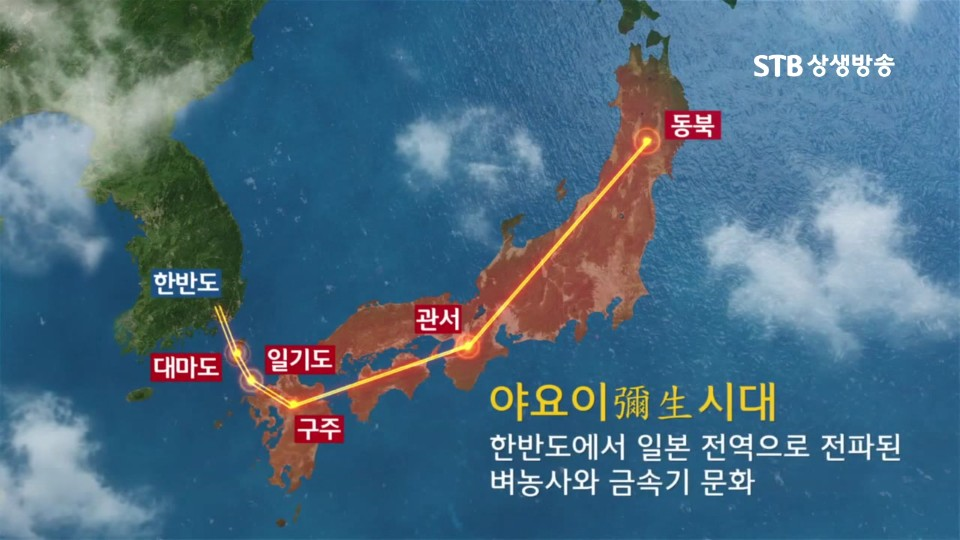 STB 상생방송
동북
한반도
관서
대마도
일기도
구주
야요이彌生시대
한반도에서 일본 전역으로 전파된
벼농사와 금속기 문화